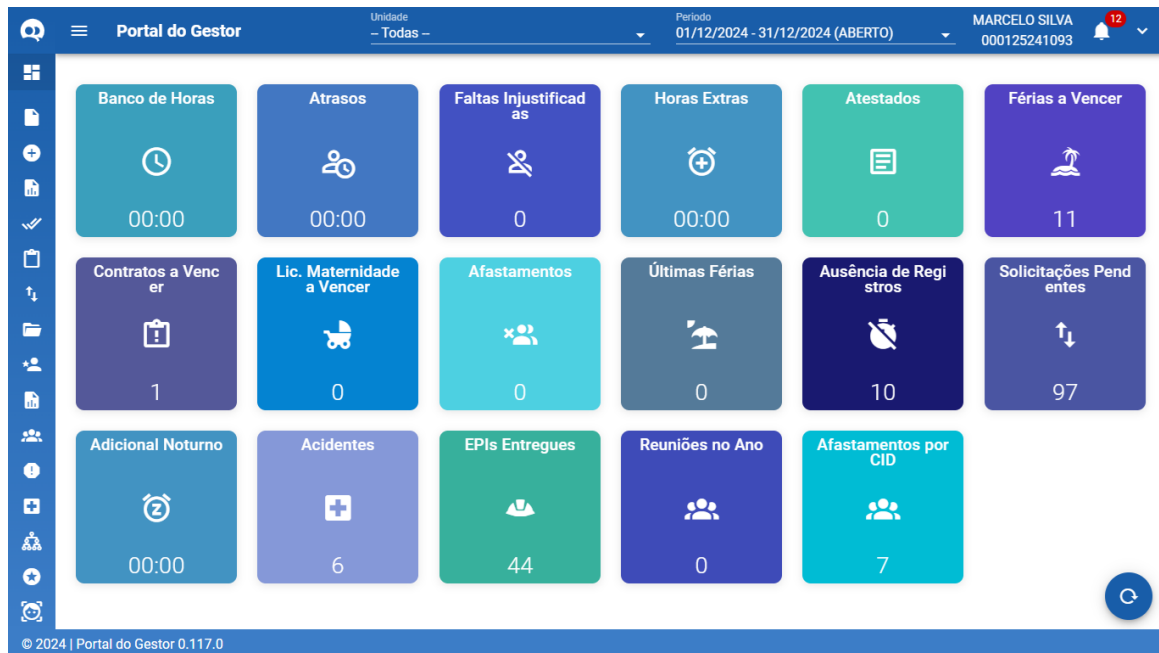 Portal do Gestor
Unidade
-- Todas --
Periodo
01/12/2024 - 31/12/2024 (ABERTO)
MARCELO SILVA
000125241093
12
Banco de Horas
00:00
Atrasos
00:00
Faltas Injustificad
as
0
Horas Extras
00:00
Atestados
0
Férias a Vencer
11
Contratos a Venc
er
1
Lic. Maternidade
a Vencer
0
Afastamentos
0
Últimas Férias
0
Ausência de Regi
stros
10
Solicitações Pend
entes
97
Adicional Noturno
00:00
Acidentes
6
EPIs Entregues
44
Reuniões no Ano
0
Afastamentos por
CID
7
© 2024 | Portal do Gestor 0.117.0